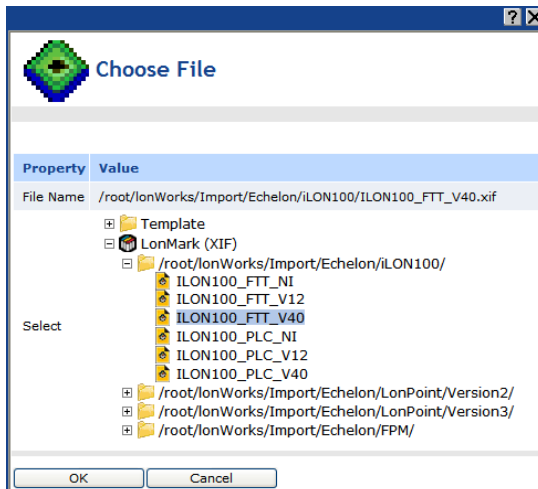 Choose File
Property Value
File Name /root/lonWorks/Import/Echelon/iLON100/ILON100_FTT_V40.xif
Template
LonMark (XIF)
/root/lonWorks/Import/Echelon/iLON100/
ILON100_FTT_NI
ILON100_FTT_V12
ILON100_FTT_V40
Select
ILON100_PLC_NI
ILON100_PLC_V12
ILON100_PLC_V40
/root/lonWorks/Import/Echelon/LonPoint/Version2/
/root/lonWorks/Import/Echelon/LonPoint/Version3/
/root/lonWorks/Import/Echelon/FPM/
OK Cancel